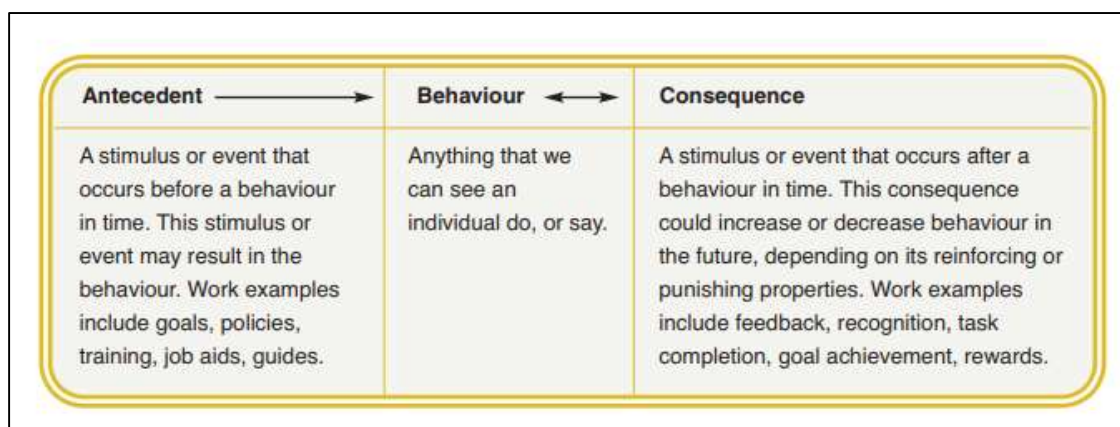 Antecedent
Behaviour
Consequence
A stimulus or event that
occurs before a behaviour
in time. This stimulus or
event may result in the
behaviour. Work examples
include goals, policies,
training, job aids, guides.
Anything that we
can see an
individual do, or say.
A stimulus or event that occurs after a
behaviour in time. This consequence
could increase or decrease behaviour in
the future, depending on its reinforcing or
punishing properties. Work examples
include feedback, recognition, task
completion, goal achievement, rewards.